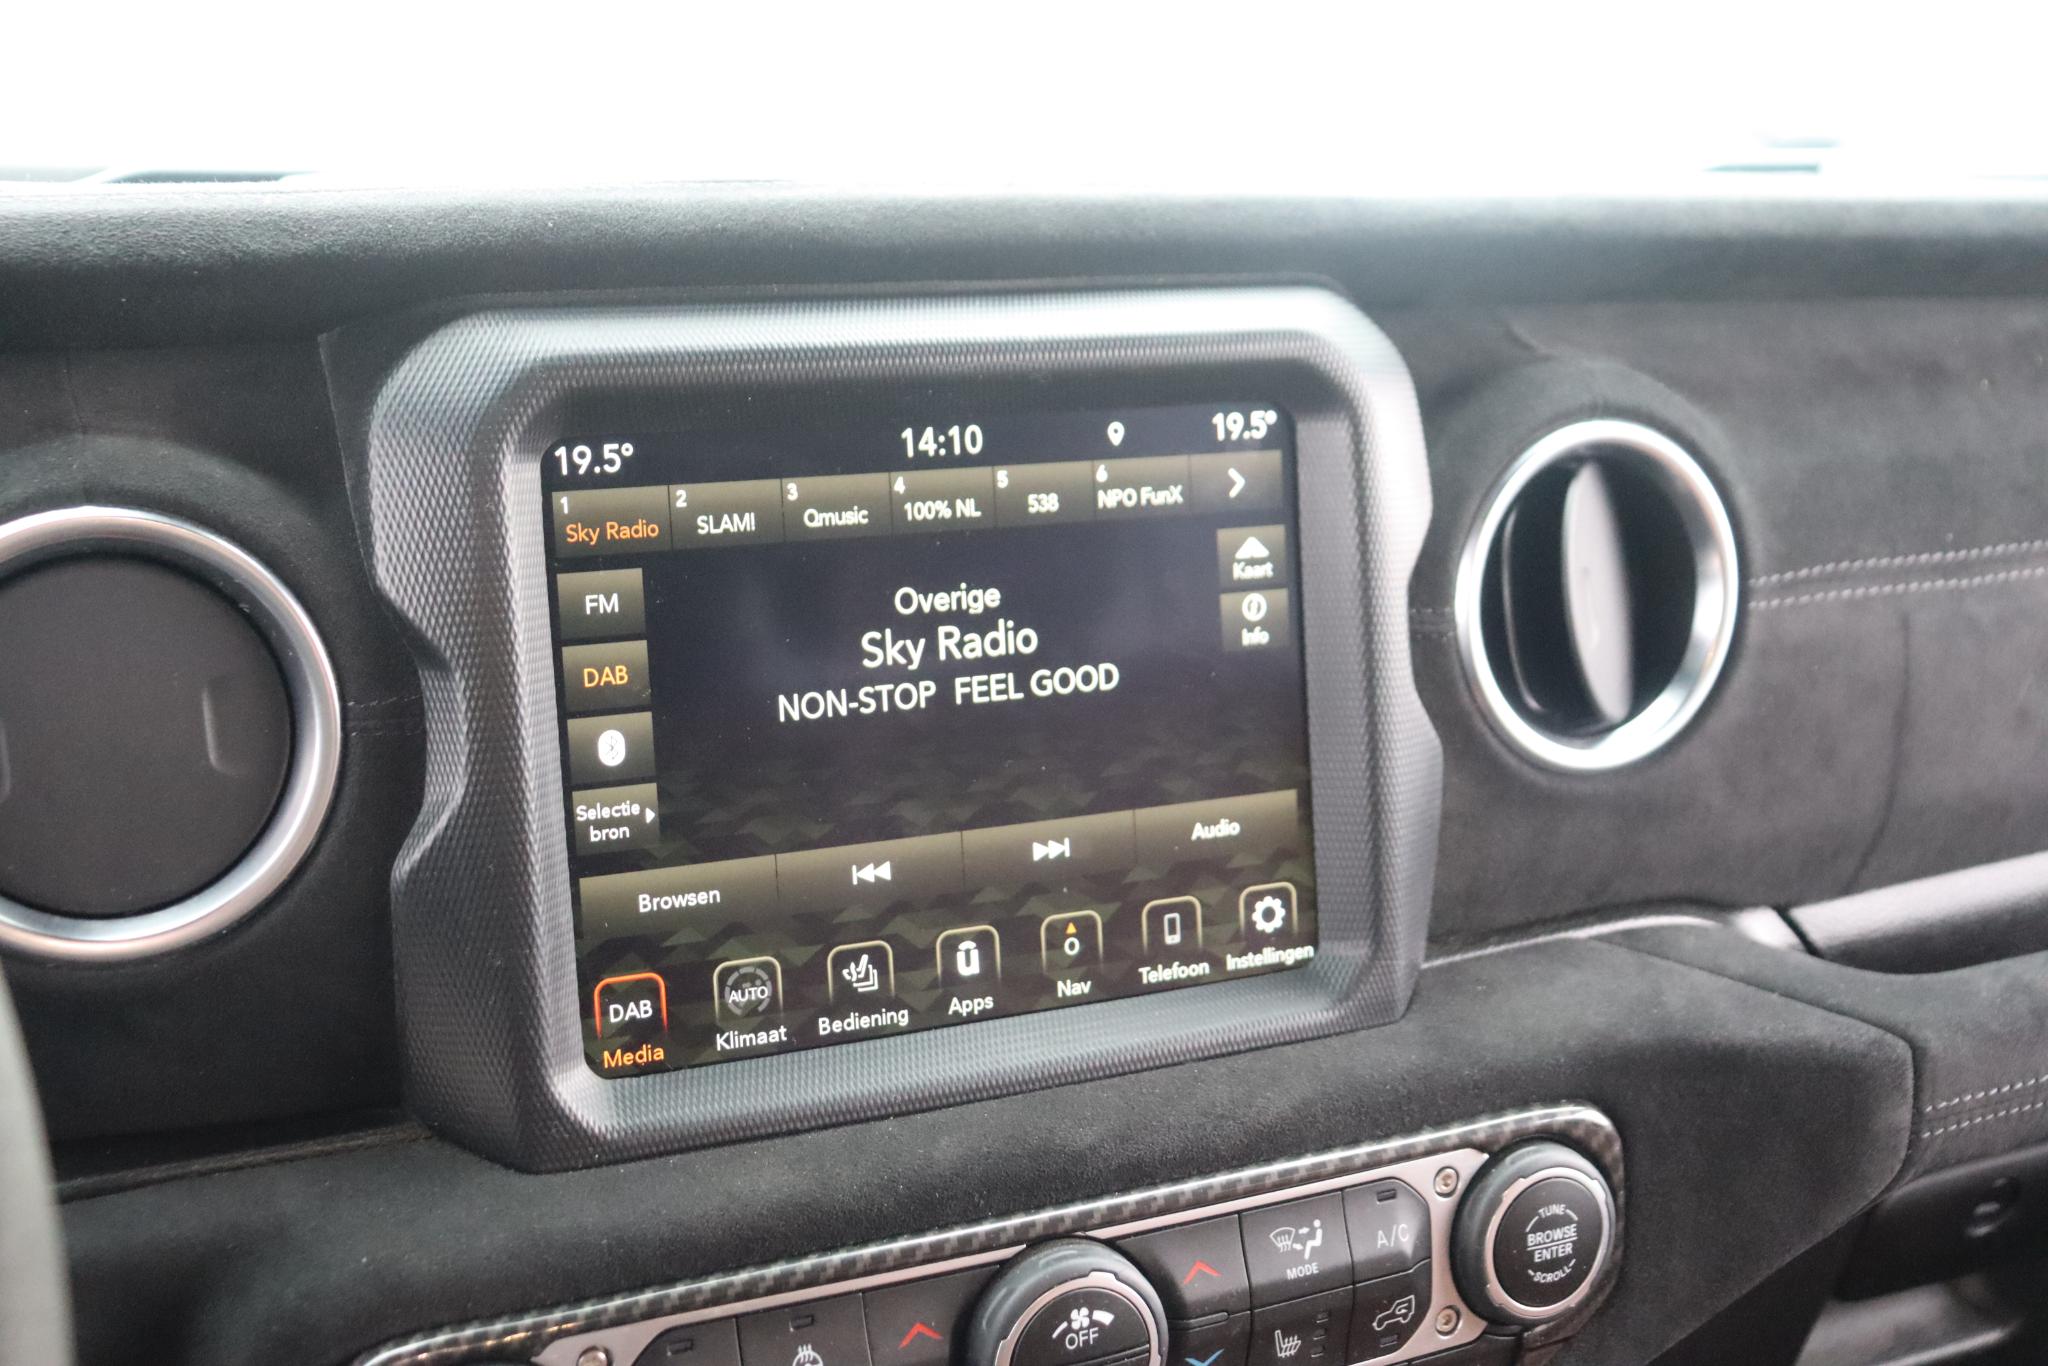 19.5°
14:10
19.5°
1
Sky Radio
2
SLAM!
3
Qmusic
4
100% NL
5
538
6
NPO FunX
Kaart
Info
FM
DAB
Selectie
bron
Overige
Sky Radio
NON-STOP FEEL GOOD
Browsen
Audio
DAB
Media
AUTO
Klimaat
Bediening
ū
Apps
O
Nav
Telefoon
Instellingen
OFF
MODE
A/C
TUNE
BROWSE
ENTER
SCROLL